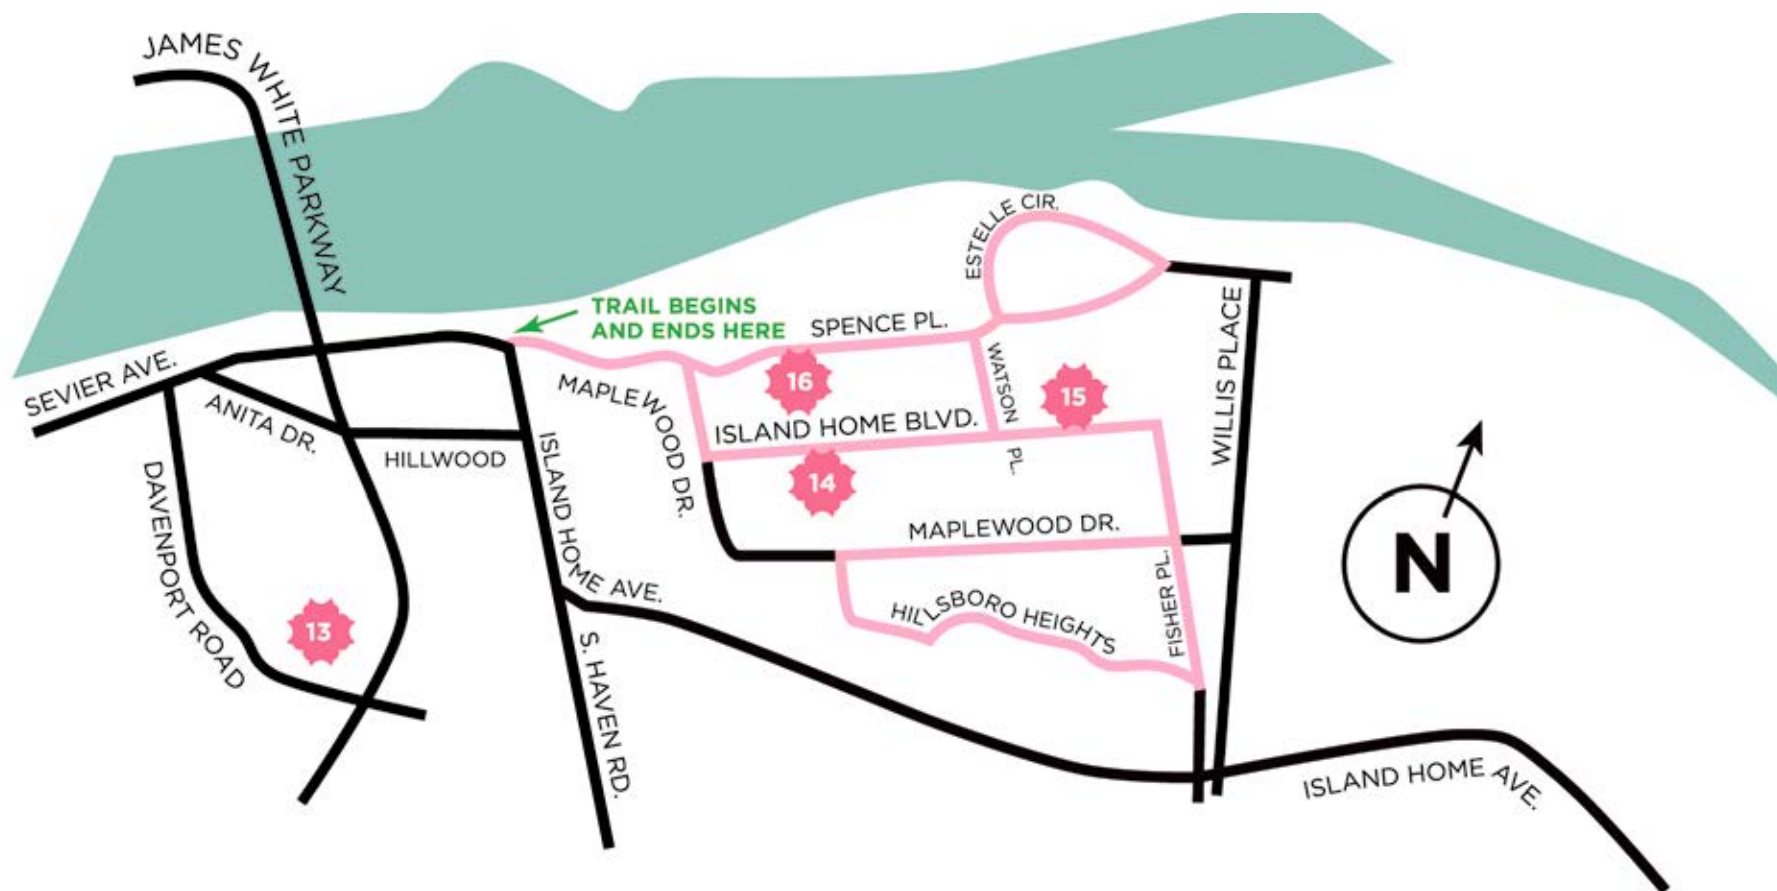 JAMES WHITE PARKWAY
ESTELLE CIR.
TRAIL BEGINS
AND ENDS HERE
SPENCE PL.
SEVIER AVE.
ANITA DR.
HILLWOOD
MAPLEWOOD DR.
16
WATSON PL.
15
WILLIS PLACE
ISLAND HOME BLVD.
14
DAVENPORT ROAD
ISLAND HOME AVE.
MAPLEWOOD DR.
N
13
HILLSBORO HEIGHTS
FISHER PL.
S. HAVEN RD.
ISLAND HOME AVE.